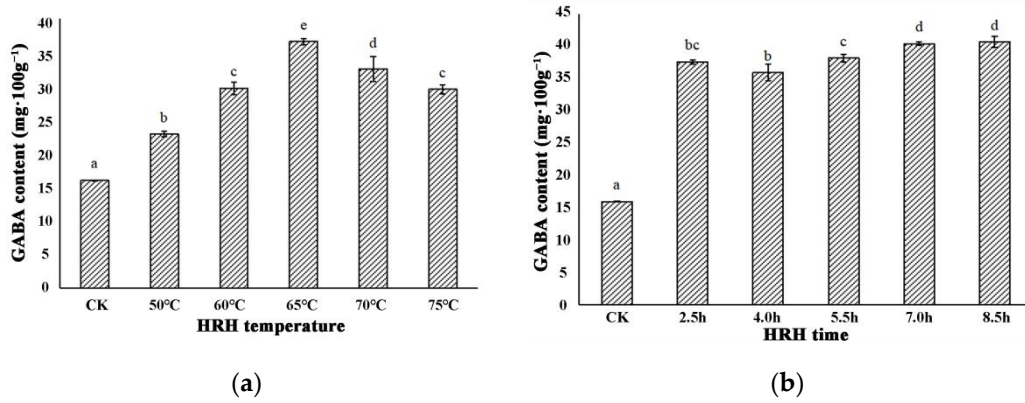 GABA content (mg·100g⁻¹)
40
35
30
25
20
15
10
5
0
a
b
c
e
d
c
CK
50℃
60℃
65℃
70℃
75℃
HRH temperature
(a)
GABA content (mg·100g⁻¹)
45
40
35
30
25
20
15
10
5
0
a
bc
b
c
d
d
CK
2.5h
4.0h
5.5h
7.0h
8.5h
HRH time
(b)